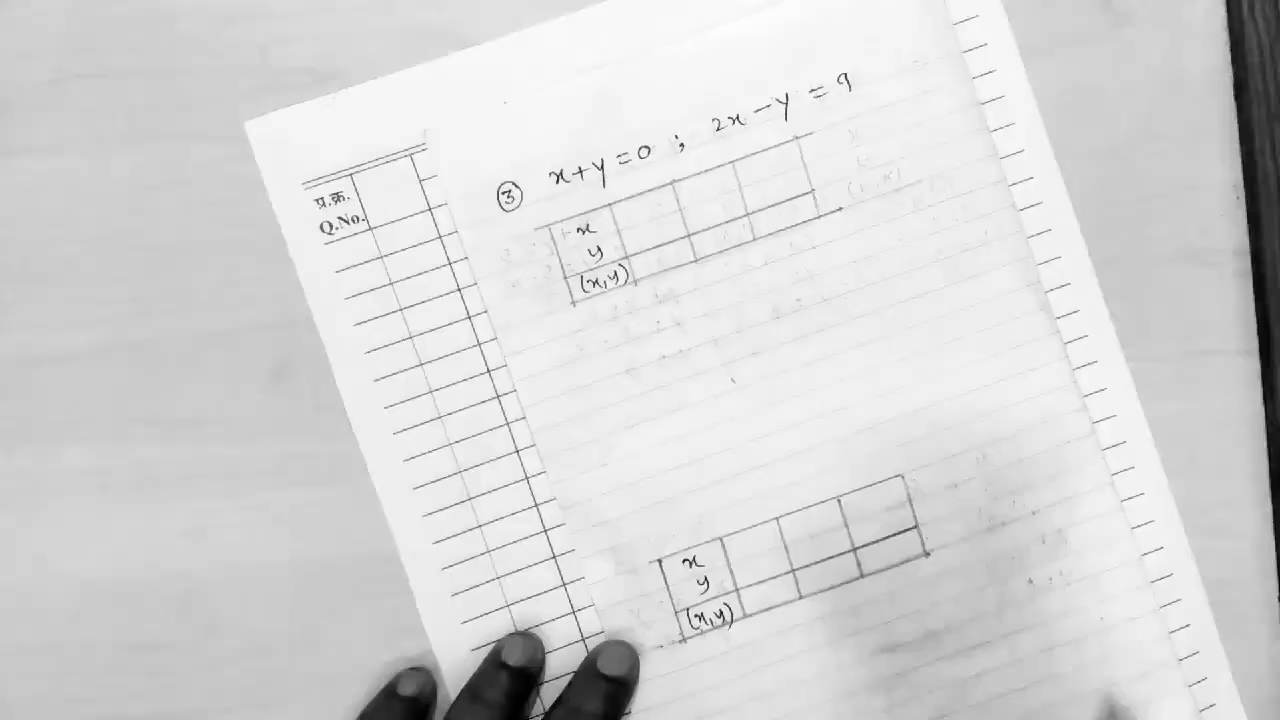 प्र.क्र.
Q.No.
③ x+y=0 ; 2x-y=9
x
y
(x,y)
x
y
(x,y)